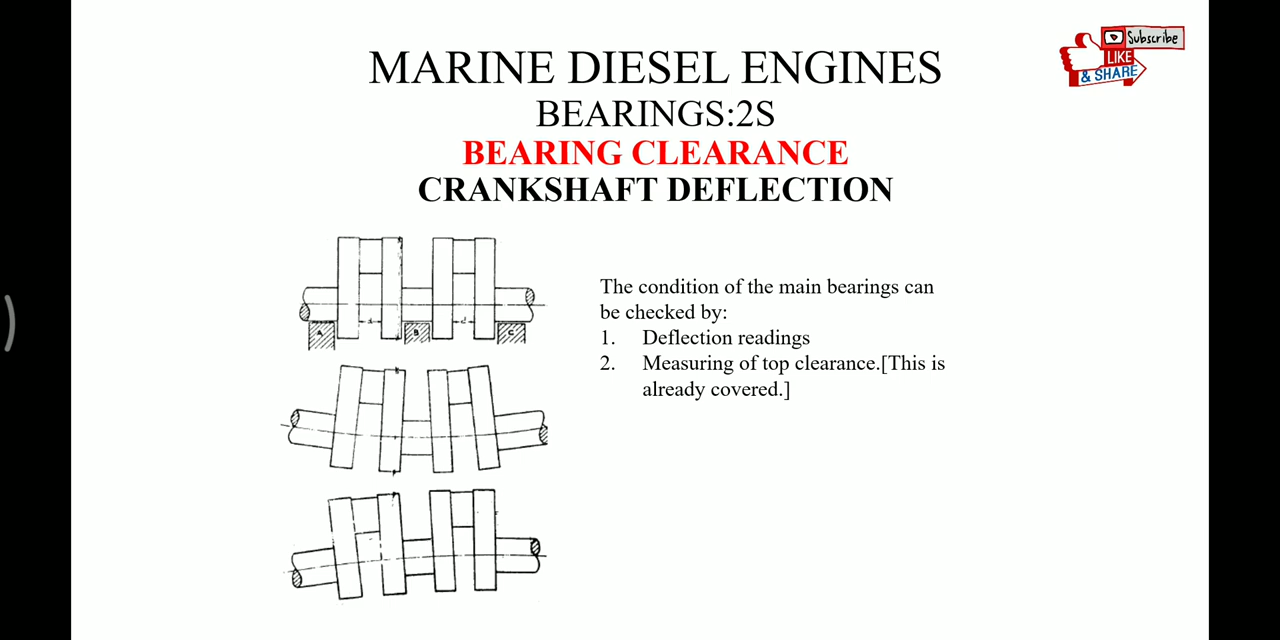 Subscribe
LIKE
& SHARE
MARINE DIESEL ENGINES
BEARINGS:2S
BEARING CLEARANCE
CRANKSHAFT DEFLECTION
A B C
The condition of the main bearings can
be checked by:
1. Deflection readings
2. Measuring of top clearance.[This is
already covered.]